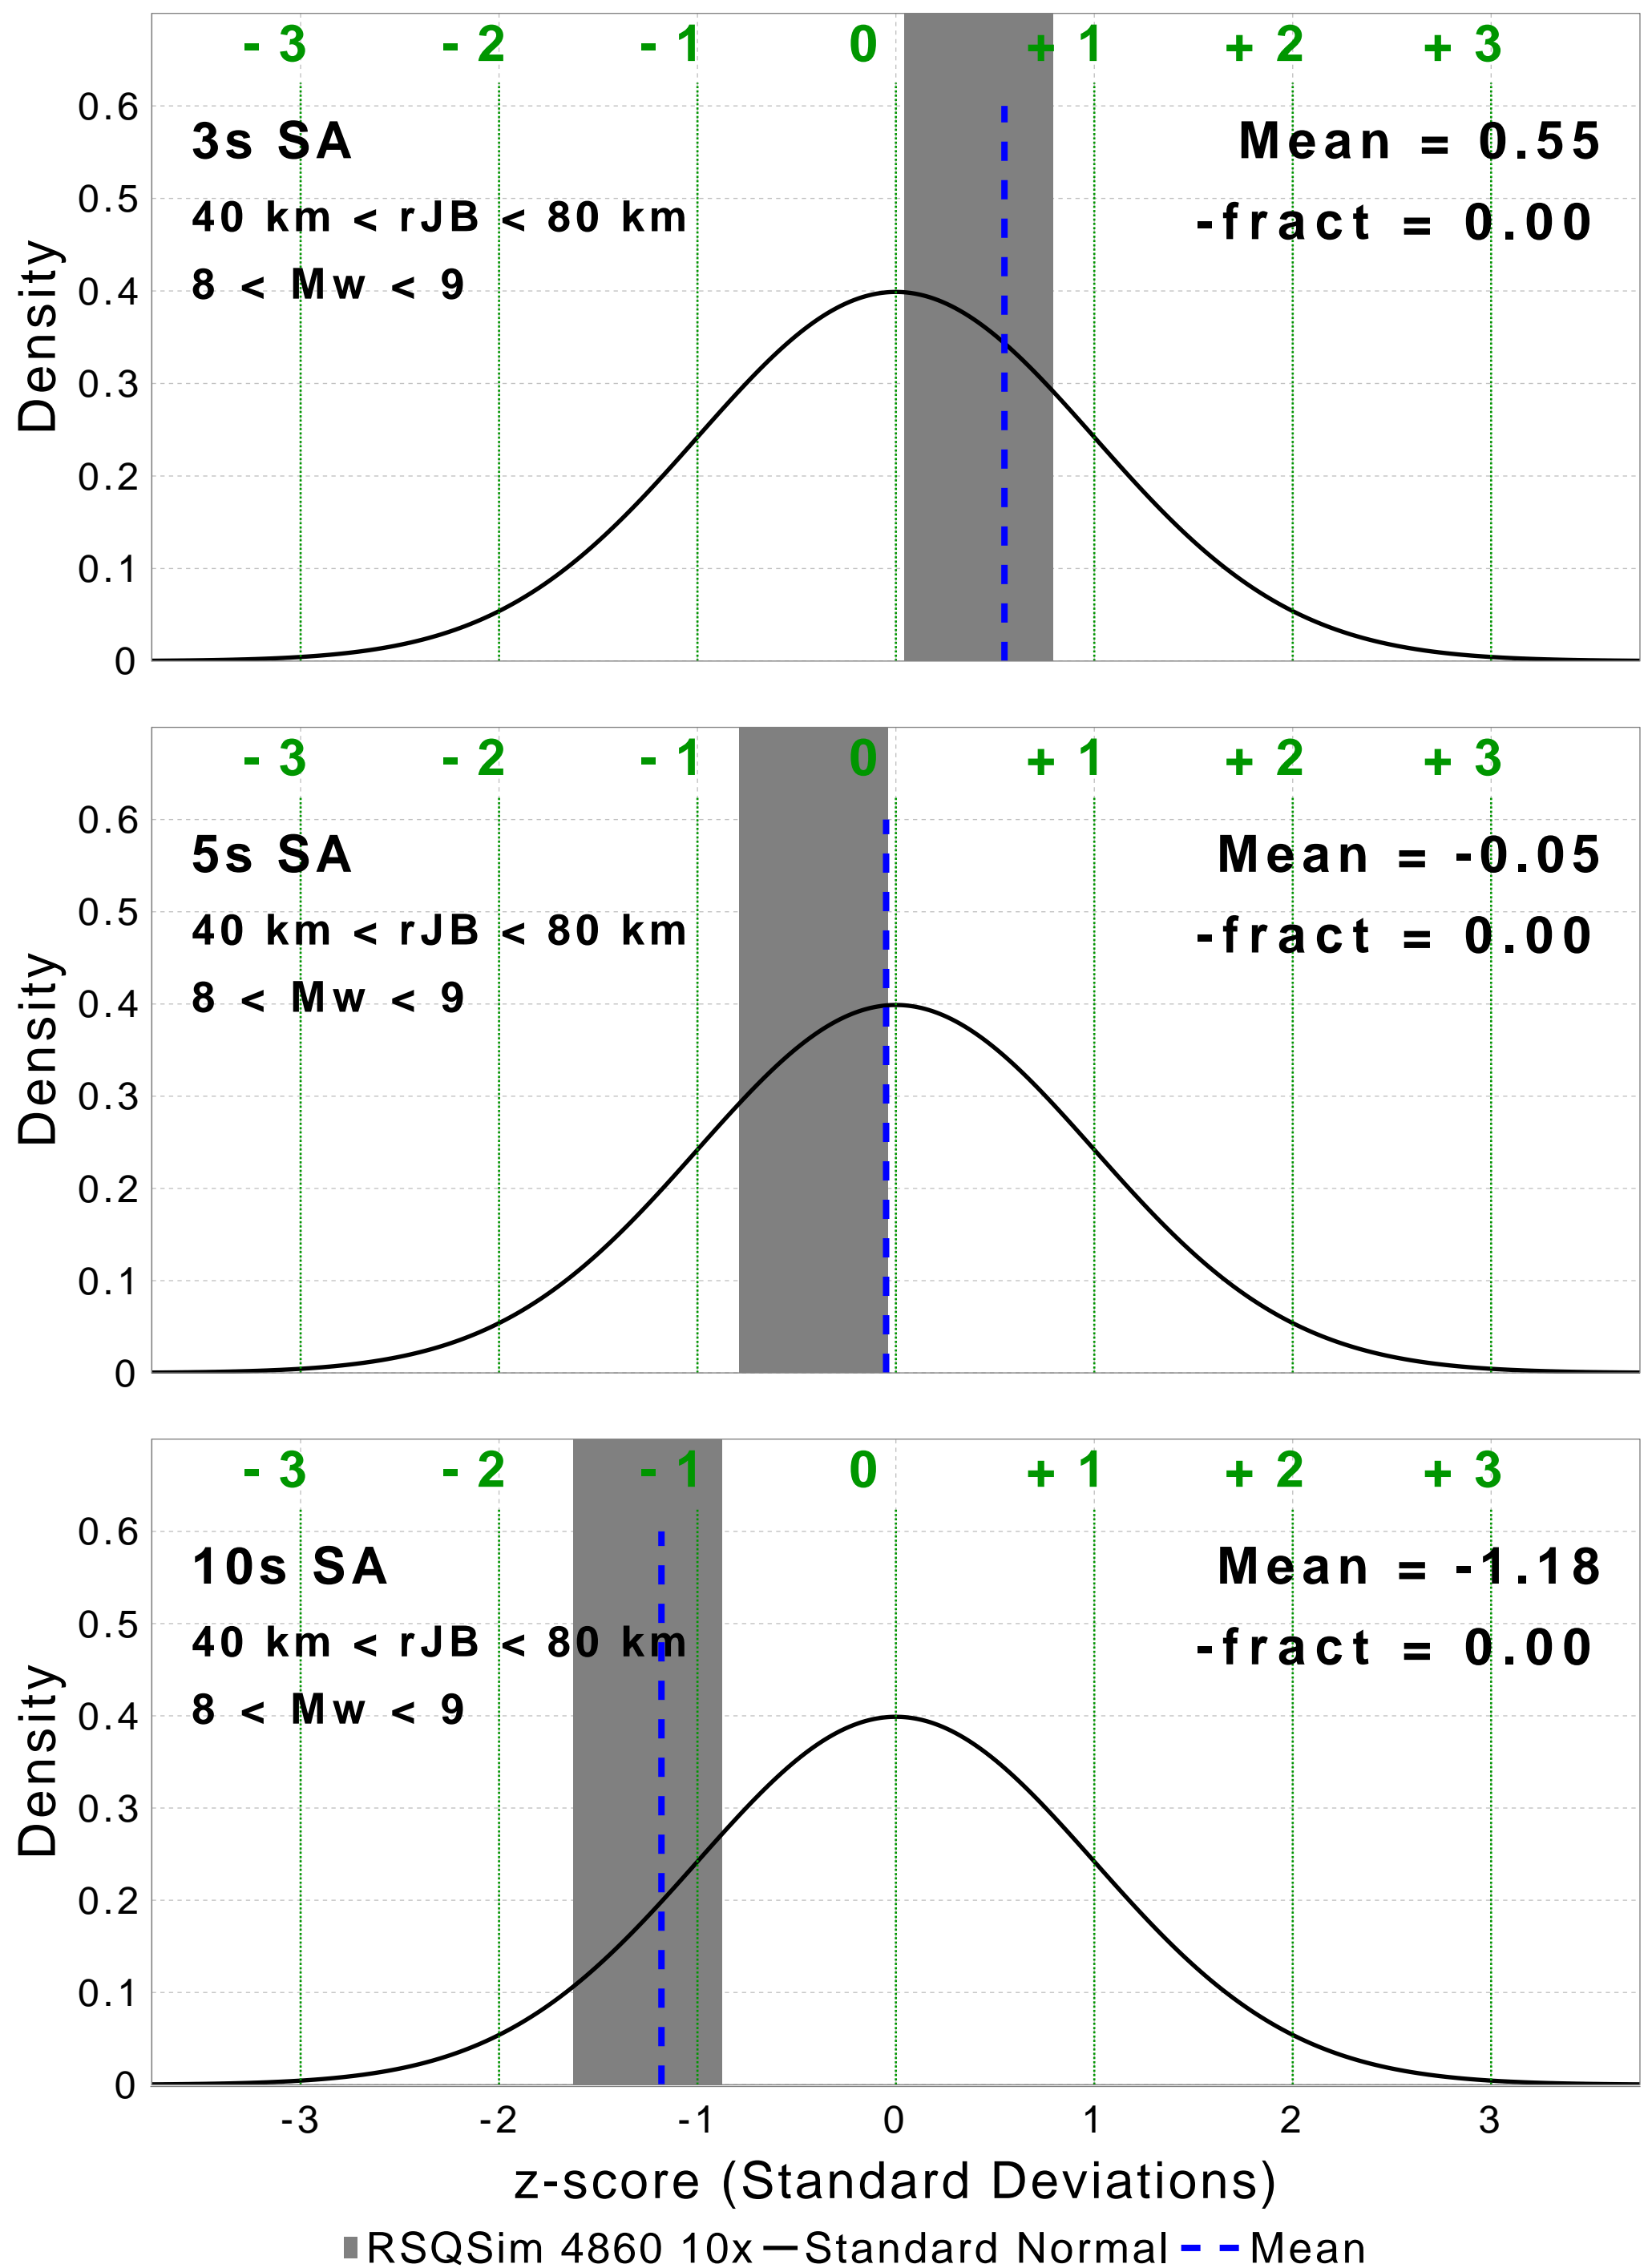 - 3 - 2 - 1 0 + 1 + 2 + 3
0.6
3s SA
Mean = 0.55
0.5
40 km < rJB < 80 km
-fract = 0.00
8 < Mw < 9
0.4
0.3
0.2
0.1
0
Density
- 3 - 2 - 1 0 + 1 + 2 + 3
0.6
5s SA
Mean = -0.05
0.5
40 km < rJB < 80 km
-fract = 0.00
8 < Mw < 9
0.4
0.3
0.2
0.1
0
Density
- 3 - 2 - 1 0 + 1 + 2 + 3
0.6
10s SA
Mean = -1.18
0.5
40 km < rJB < 80 km
-fract = 0.00
8 < Mw < 9
0.4
0.3
0.2
0.1
0
Density
-3 -2 -1 0 1 2 3
z-score (Standard Deviations)
RSQSim 4860 10x Standard Normal Mean